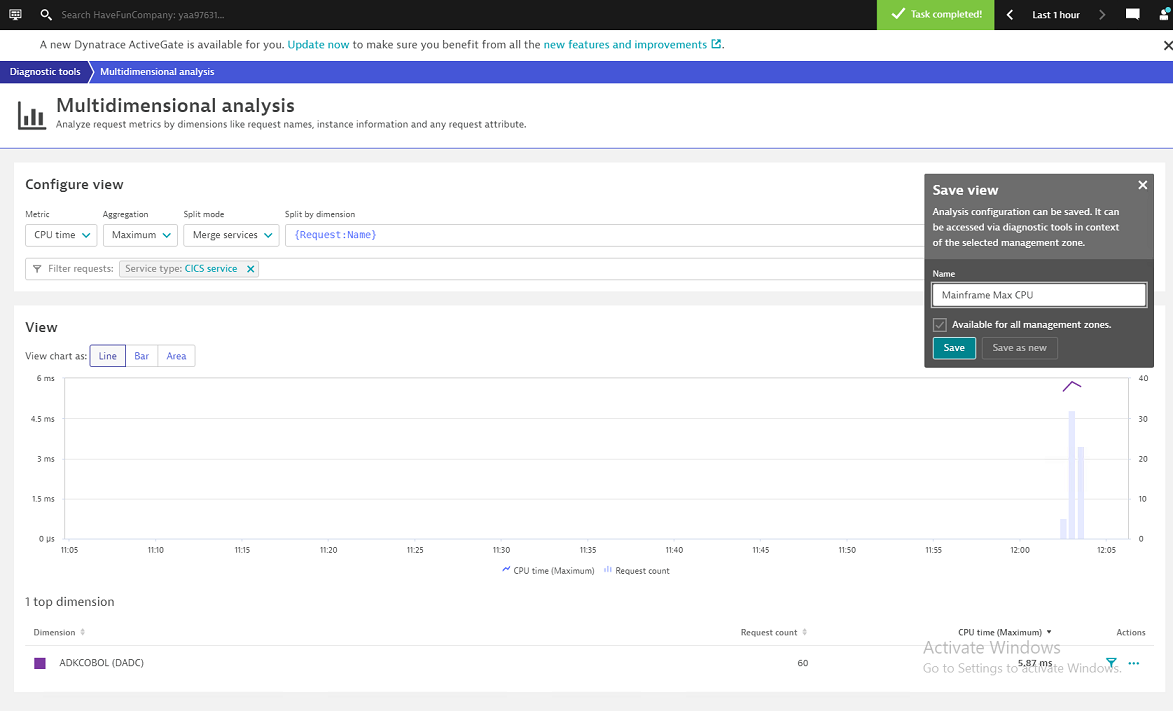 Search HaveFunCompany: yaa97631...
Task completed!
Last 1 hour
A new Dynatrace ActiveGate is available for you. Update now to make sure you benefit from all the new features and improvements.
Diagnostic tools
Multidimensional analysis
Multidimensional analysis
Analyze request metrics by dimensions like request names, instance information and any request attribute.
Configure view
Metric
Aggregation
Split mode
Split by dimension
CPU time
Maximum
Merge services
{Request:Name}
Filter requests:
Service type: CICS service
Save view
Analysis configuration can be saved. It can
be accessed via diagnostic tools in context
of the selected management zone.
Name
Mainframe Max CPU
Available for all management zones.
Save
Save as new
View
View chart as:
Line
Bar
Area
6 ms
4.5 ms
3 ms
1.5 ms
0 µs
40
30
20
10
0
11:05
11:10
11:15
11:20
11:25
11:30
11:35
11:40
11:45
11:50
11:55
12:00
12:05
CPU time (Maximum)
Request count
1 top dimension
Dimension
Request count
CPU time (Maximum)
Actions
ADKCOBOL (DADC)
60
5.87 ms
Activate Windows
Go to Settings to activate Windows.